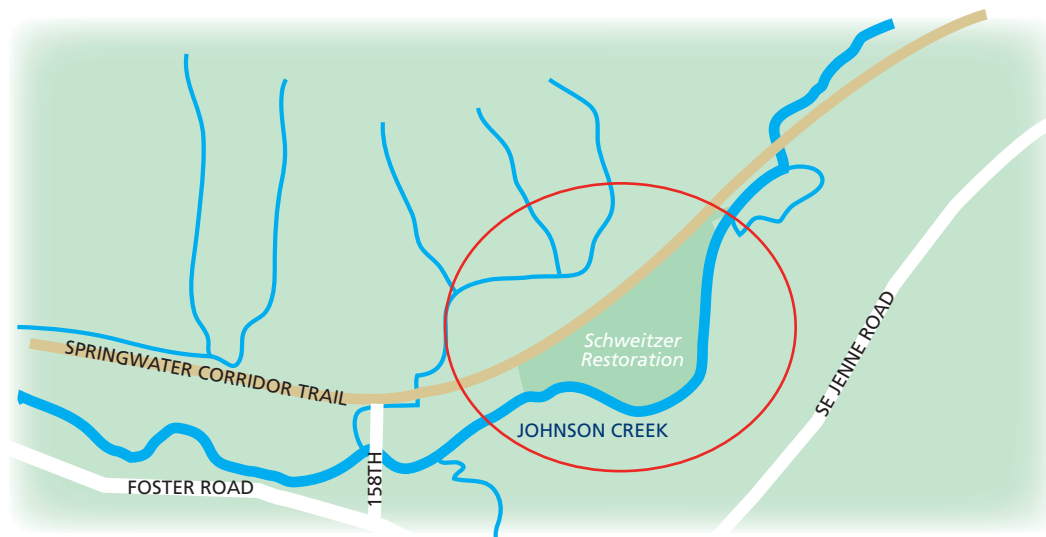 Schweitzer
Restoration
SPRINGWATER CORRIDOR TRAIL
SE JENNE ROAD
JOHNSON CREEK
158TH
FOSTER ROAD